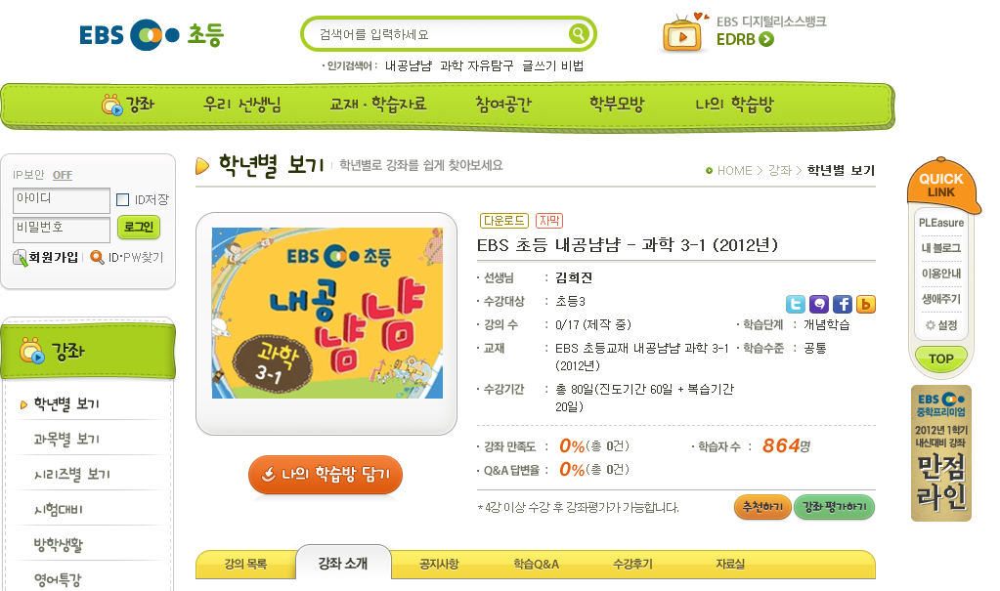 EBS 초등
검색어를 입력하세요
EBS 디지털리소스뱅크
EDRB
· 인기검색어 : 내공냠냠 과학 자유탐구 글쓰기 비법
강좌 우리 선생님 교재 · 학습자료 참여공간 학부모방 나의 학습방
IP보안 OFF
아이디
ID저장
비밀번호
로그인
회원가입 ID·PW찾기
강좌
학년별 보기
과목별 보기
시리즈별 보기
시험대비
방학생활
영어특강
학년별 보기 학년별로 강좌를 쉽게 찾아보세요
HOME > 강좌 > 학년별 보기
EBS 초등
내공
냠냠
과학
3-1
나의 학습방 담기
다운로드 자막
EBS 초등 내공냠냠 - 과학 3-1 (2012년)
· 선생님 : 김희진
· 수강대상 : 초등3
· 강의 수 : 0/17 (제작 중) · 학습단계 : 개념학습
· 교재 : EBS 초등교재 내공냠냠 과학 3-1 · 학습수준 : 공통
(2012년)
· 수강기간 : 총 80일(진도기간 60일 + 복습기간
20일)
· 강좌 만족도 : 0%(총 0건) · 학습자 수 : 864명
· Q&A 답변율 : 0%(총 0건)
* 4강 이상 수강 후 강좌평가가 가능합니다.
추천하기 강좌 평가하기
강의 목록 강좌 소개 공지사항 학습Q&A 수강후기 자료실
QUICK
LINK
PLEasure
내 블로그
이용안내
생애주기
설정
TOP
EBS
중학프리미엄
2012년 1학기
내신대비 강좌
만점
라인